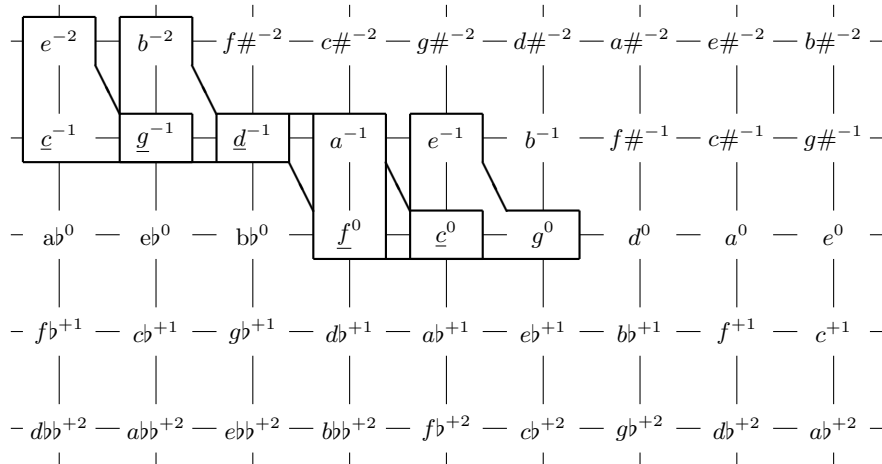 e⁻² b⁻² f#⁻² c#⁻² g#⁻² d#⁻² a#⁻² e#⁻² b#⁻²
c⁻¹ g⁻¹ d⁻¹ a⁻¹ e⁻¹ b⁻¹ f#⁻¹ c#⁻¹ g#⁻¹
a♭⁰ e♭⁰ b♭⁰ f⁰ c⁰ g⁰ d⁰ a⁰ e⁰
f♭⁺¹ c♭⁺¹ g♭⁺¹ d♭⁺¹ a♭⁺¹ e♭⁺¹ b♭⁺¹ f⁺¹ c⁺¹
d♭♭⁺² a♭♭⁺² e♭♭⁺² b♭♭⁺² f♭⁺² c♭⁺² g♭⁺² d♭⁺² a♭⁺²